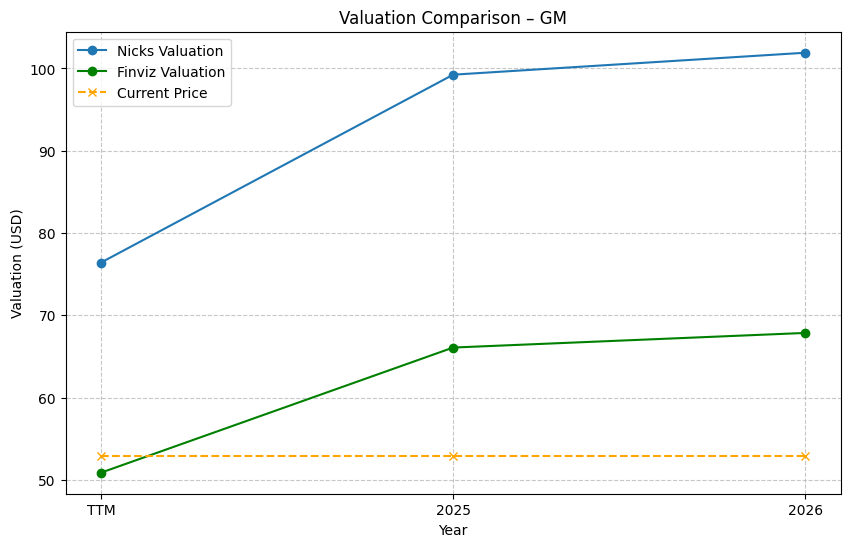 Valuation Comparison – GM
Nicks Valuation
Finviz Valuation
Current Price
Valuation (USD)
100
90
80
70
60
50
TTM
2025
2026
Year